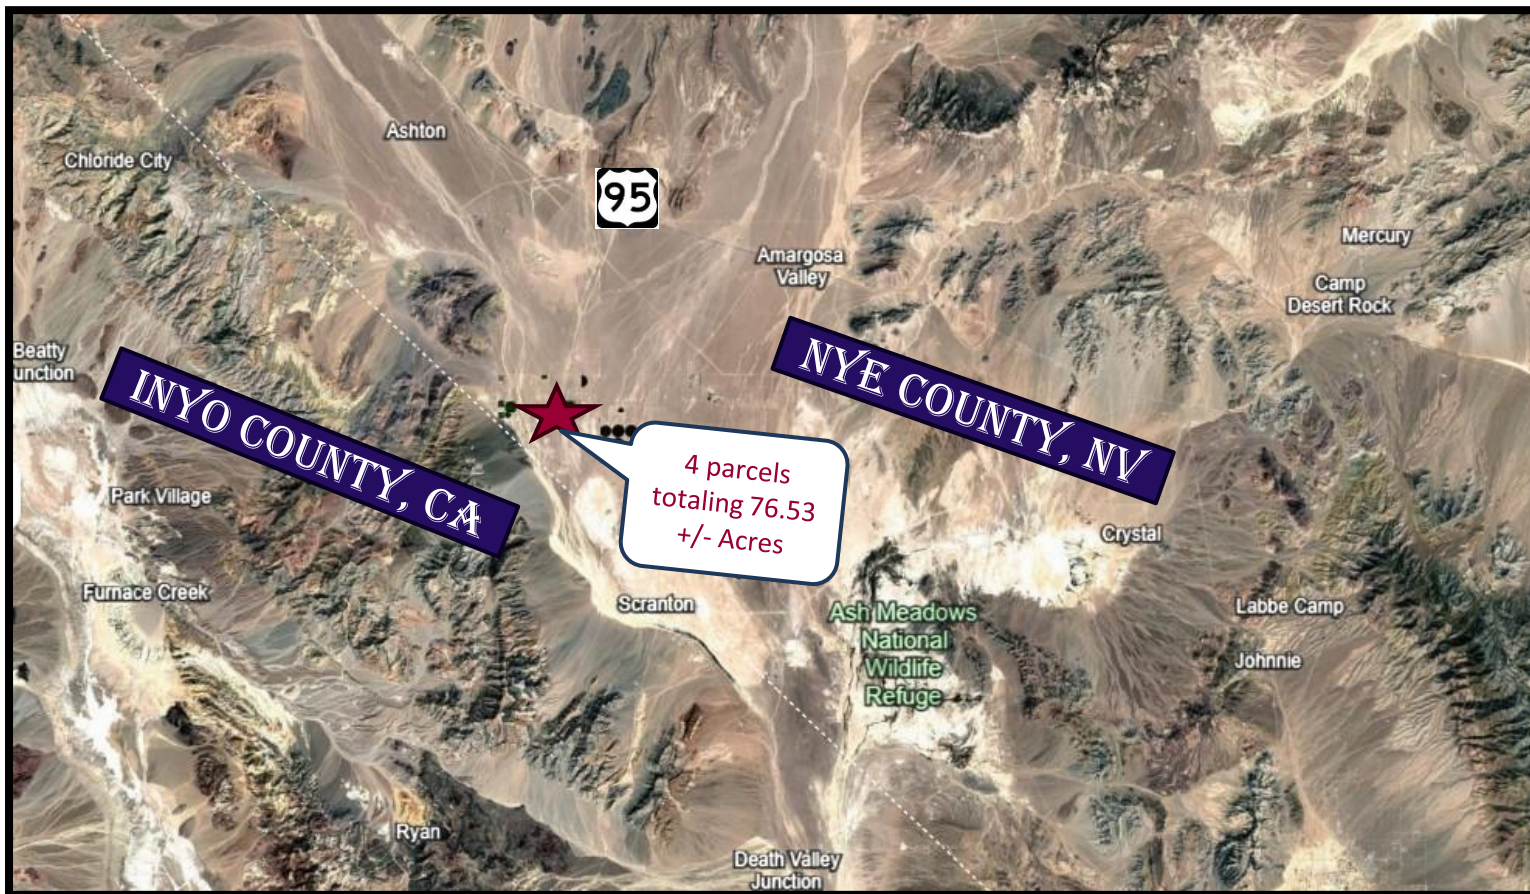 Ashton
Chloride City
95
Mercury
Amargosa
Valley
Camp
Desert Rock
Beatty
unction
INYO COUNTY, CA
NYE COUNTY, NV
4 parcels
totaling 76.53
+/- Acres
Park Village
Crystal
Furnace Creek
Scranton
Ash Meadows
National
Wildlife
Refuge
Labbe Camp
Johnnie
Ryan
Death Valley
Junction